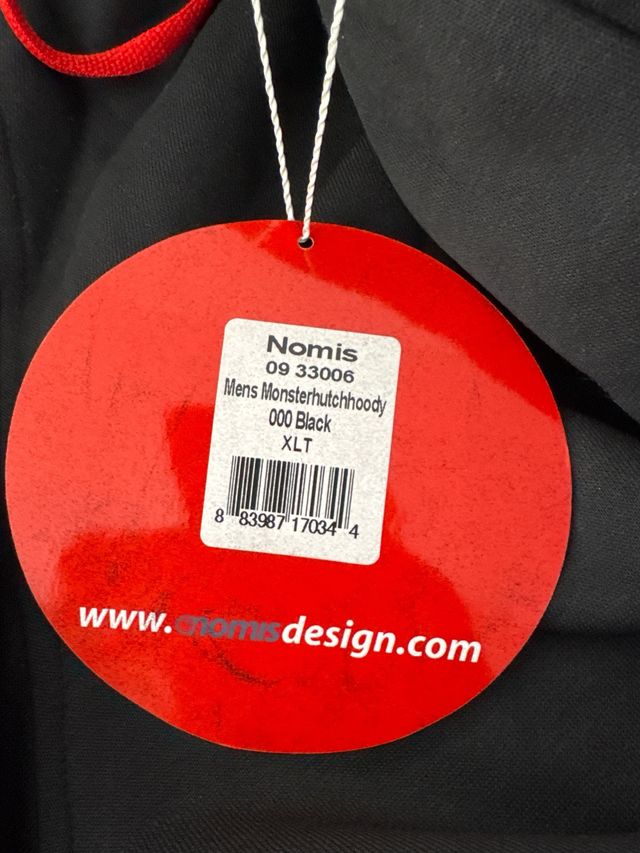 Nomis
09 33006
Mens Monsterhutchhoody
000 Black
XLT
8 83987 17034 4
www.nomisdesign.com